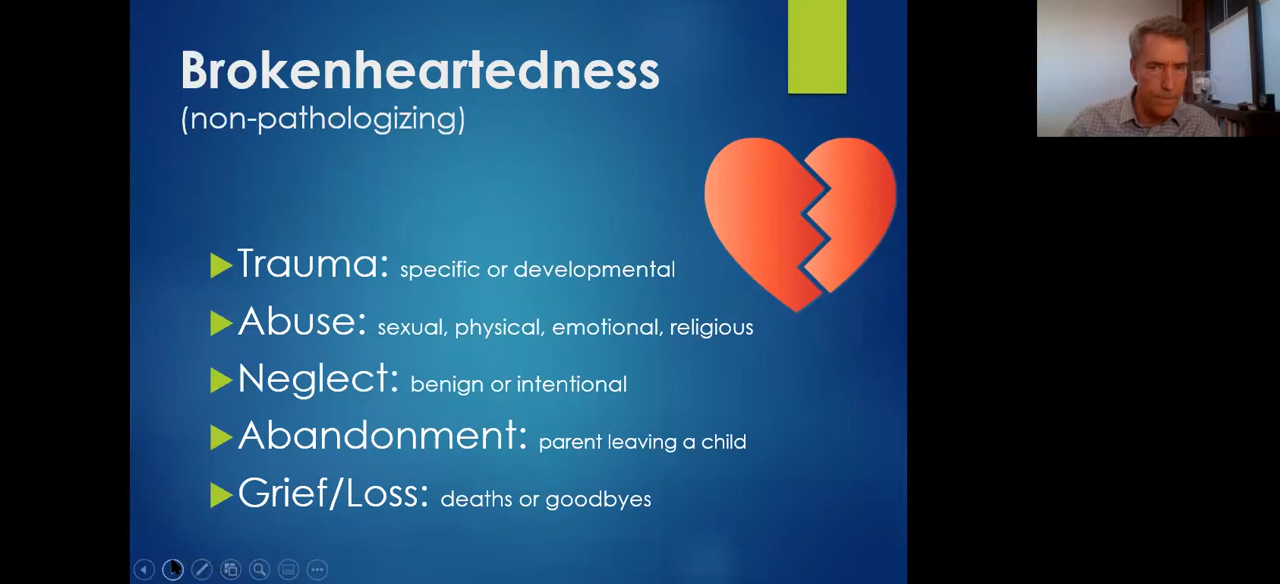 Brokenheartedness
(non-pathologizing)
Trauma: specific or developmental
Abuse: sexual, physical, emotional, religious
Neglect: benign or intentional
Abandonment: parent leaving a child
Grief/Loss: deaths or goodbyes